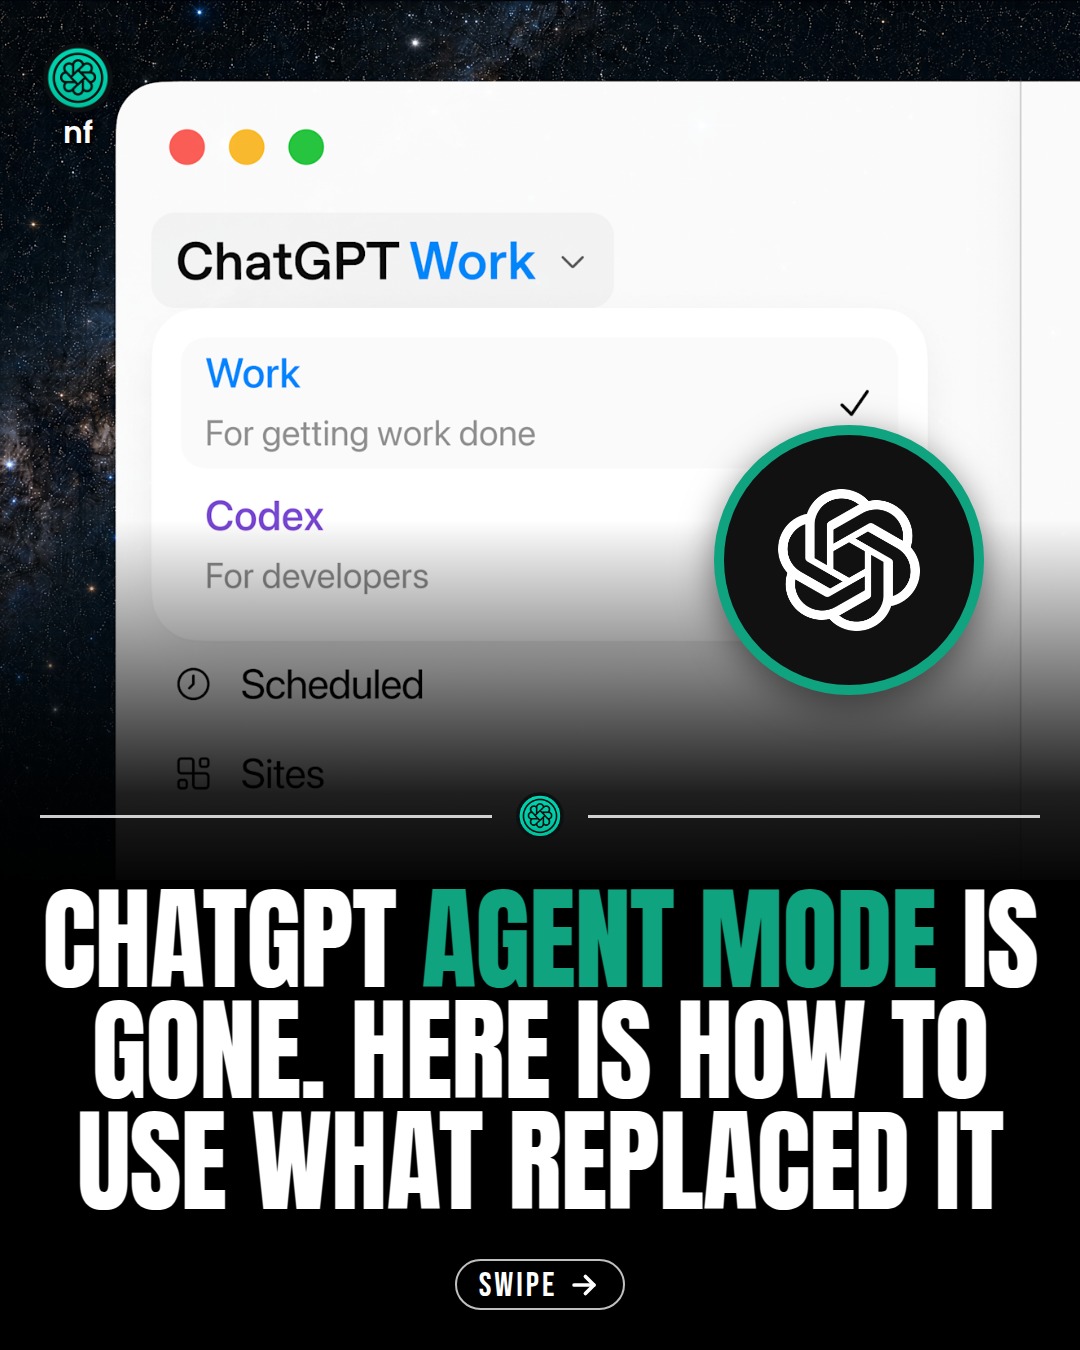 nf
ChatGPT Work
Work
For getting work done
Codex
For developers
Scheduled
Sites
CHATGPT AGENT MODE IS
GONE. HERE IS HOW TO
USE WHAT REPLACED IT
SWIPE →